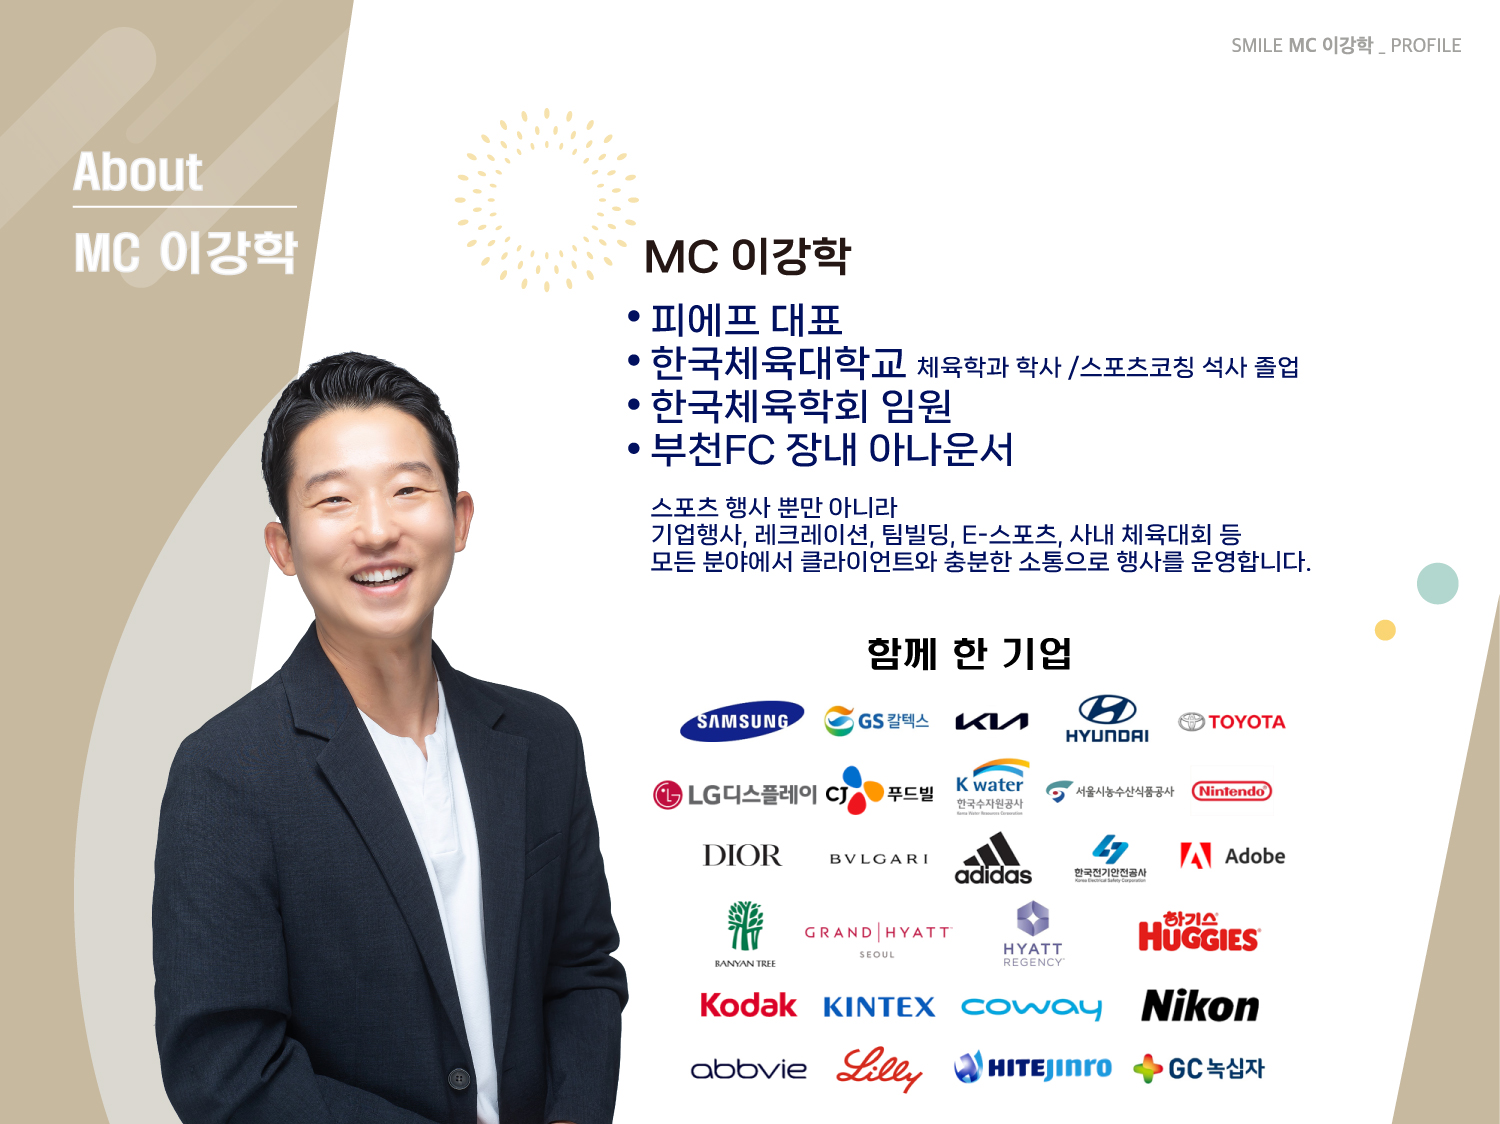 SMILE MC 이강학 _ PROFILE
About
MC 이강학
MC 이강학
• 피에프 대표
• 한국체육대학교 체육학과 학사 /스포츠코칭 석사 졸업
• 한국체육학회 임원
• 부천FC 장내 아나운서
스포츠 행사 뿐만 아니라
기업행사, 레크레이션, 팀빌딩, E-스포츠, 사내 체육대회 등
모든 분야에서 클라이언트와 충분한 소통으로 행사를 운영합니다.
함께 한 기업
SAMSUNG GS칼텍스 KIA HYUNDAI TOYOTA
LG디스플레이 CJ 푸드빌 K water 한국수자원공사 Korea Water Resources Corporation 서울시농수산식품공사 Nintendo
DIOR BVLGARI adidas 한국전기안전공사 Korea Electrical Safety Corporation Adobe
BANYAN TREE GRAND HYATT SEOUL HYATT REGENCY 하기스 HUGGIES
Kodak KINTEX coway Nikon
abbvie Lilly HITEJINRO GC녹십자